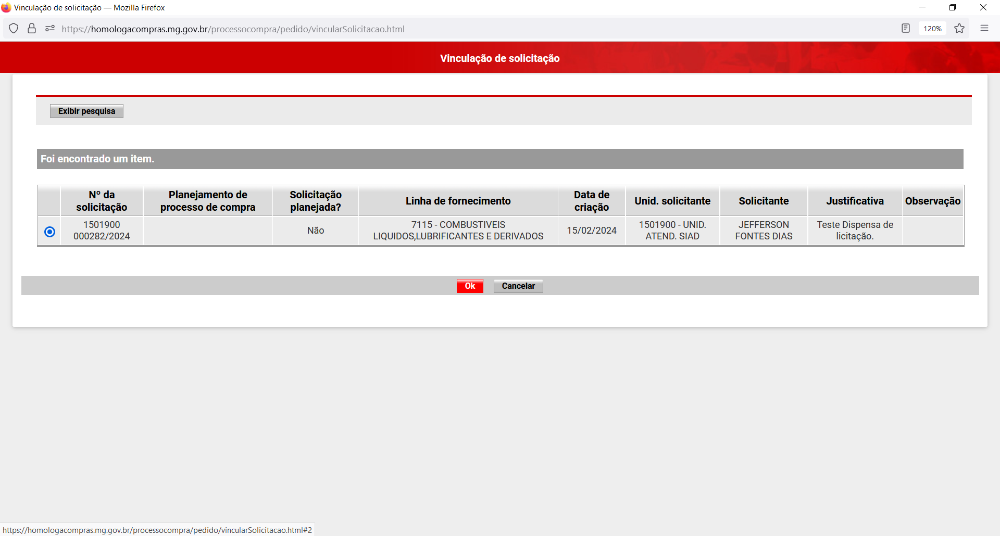 Vinculação de solicitação — Mozilla Firefox
https://homologacompras.mg.gov.br/processocompra/pedido/vincularSolicitacao.html
120%
Vinculação de solicitação
Exibir pesquisa
Foi encontrado um item.
Nº da
solicitação
Planejamento de
processo de compra
Solicitação
planejada?
Linha de fornecimento
Data de
criação
Unid. solicitante
Solicitante
Justificativa
Observação
1501900
000282/2024
Não
7115 - COMBUSTIVEIS
LIQUIDOS,LUBRIFICANTES E DERIVADOS
15/02/2024
1501900 - UNID.
ATEND. SIAD
JEFFERSON
FONTES DIAS
Teste Dispensa de
licitação.
Ok
Cancelar
https://homologacompras.mg.gov.br/processocompra/pedido/vincularSolicitacao.html#2